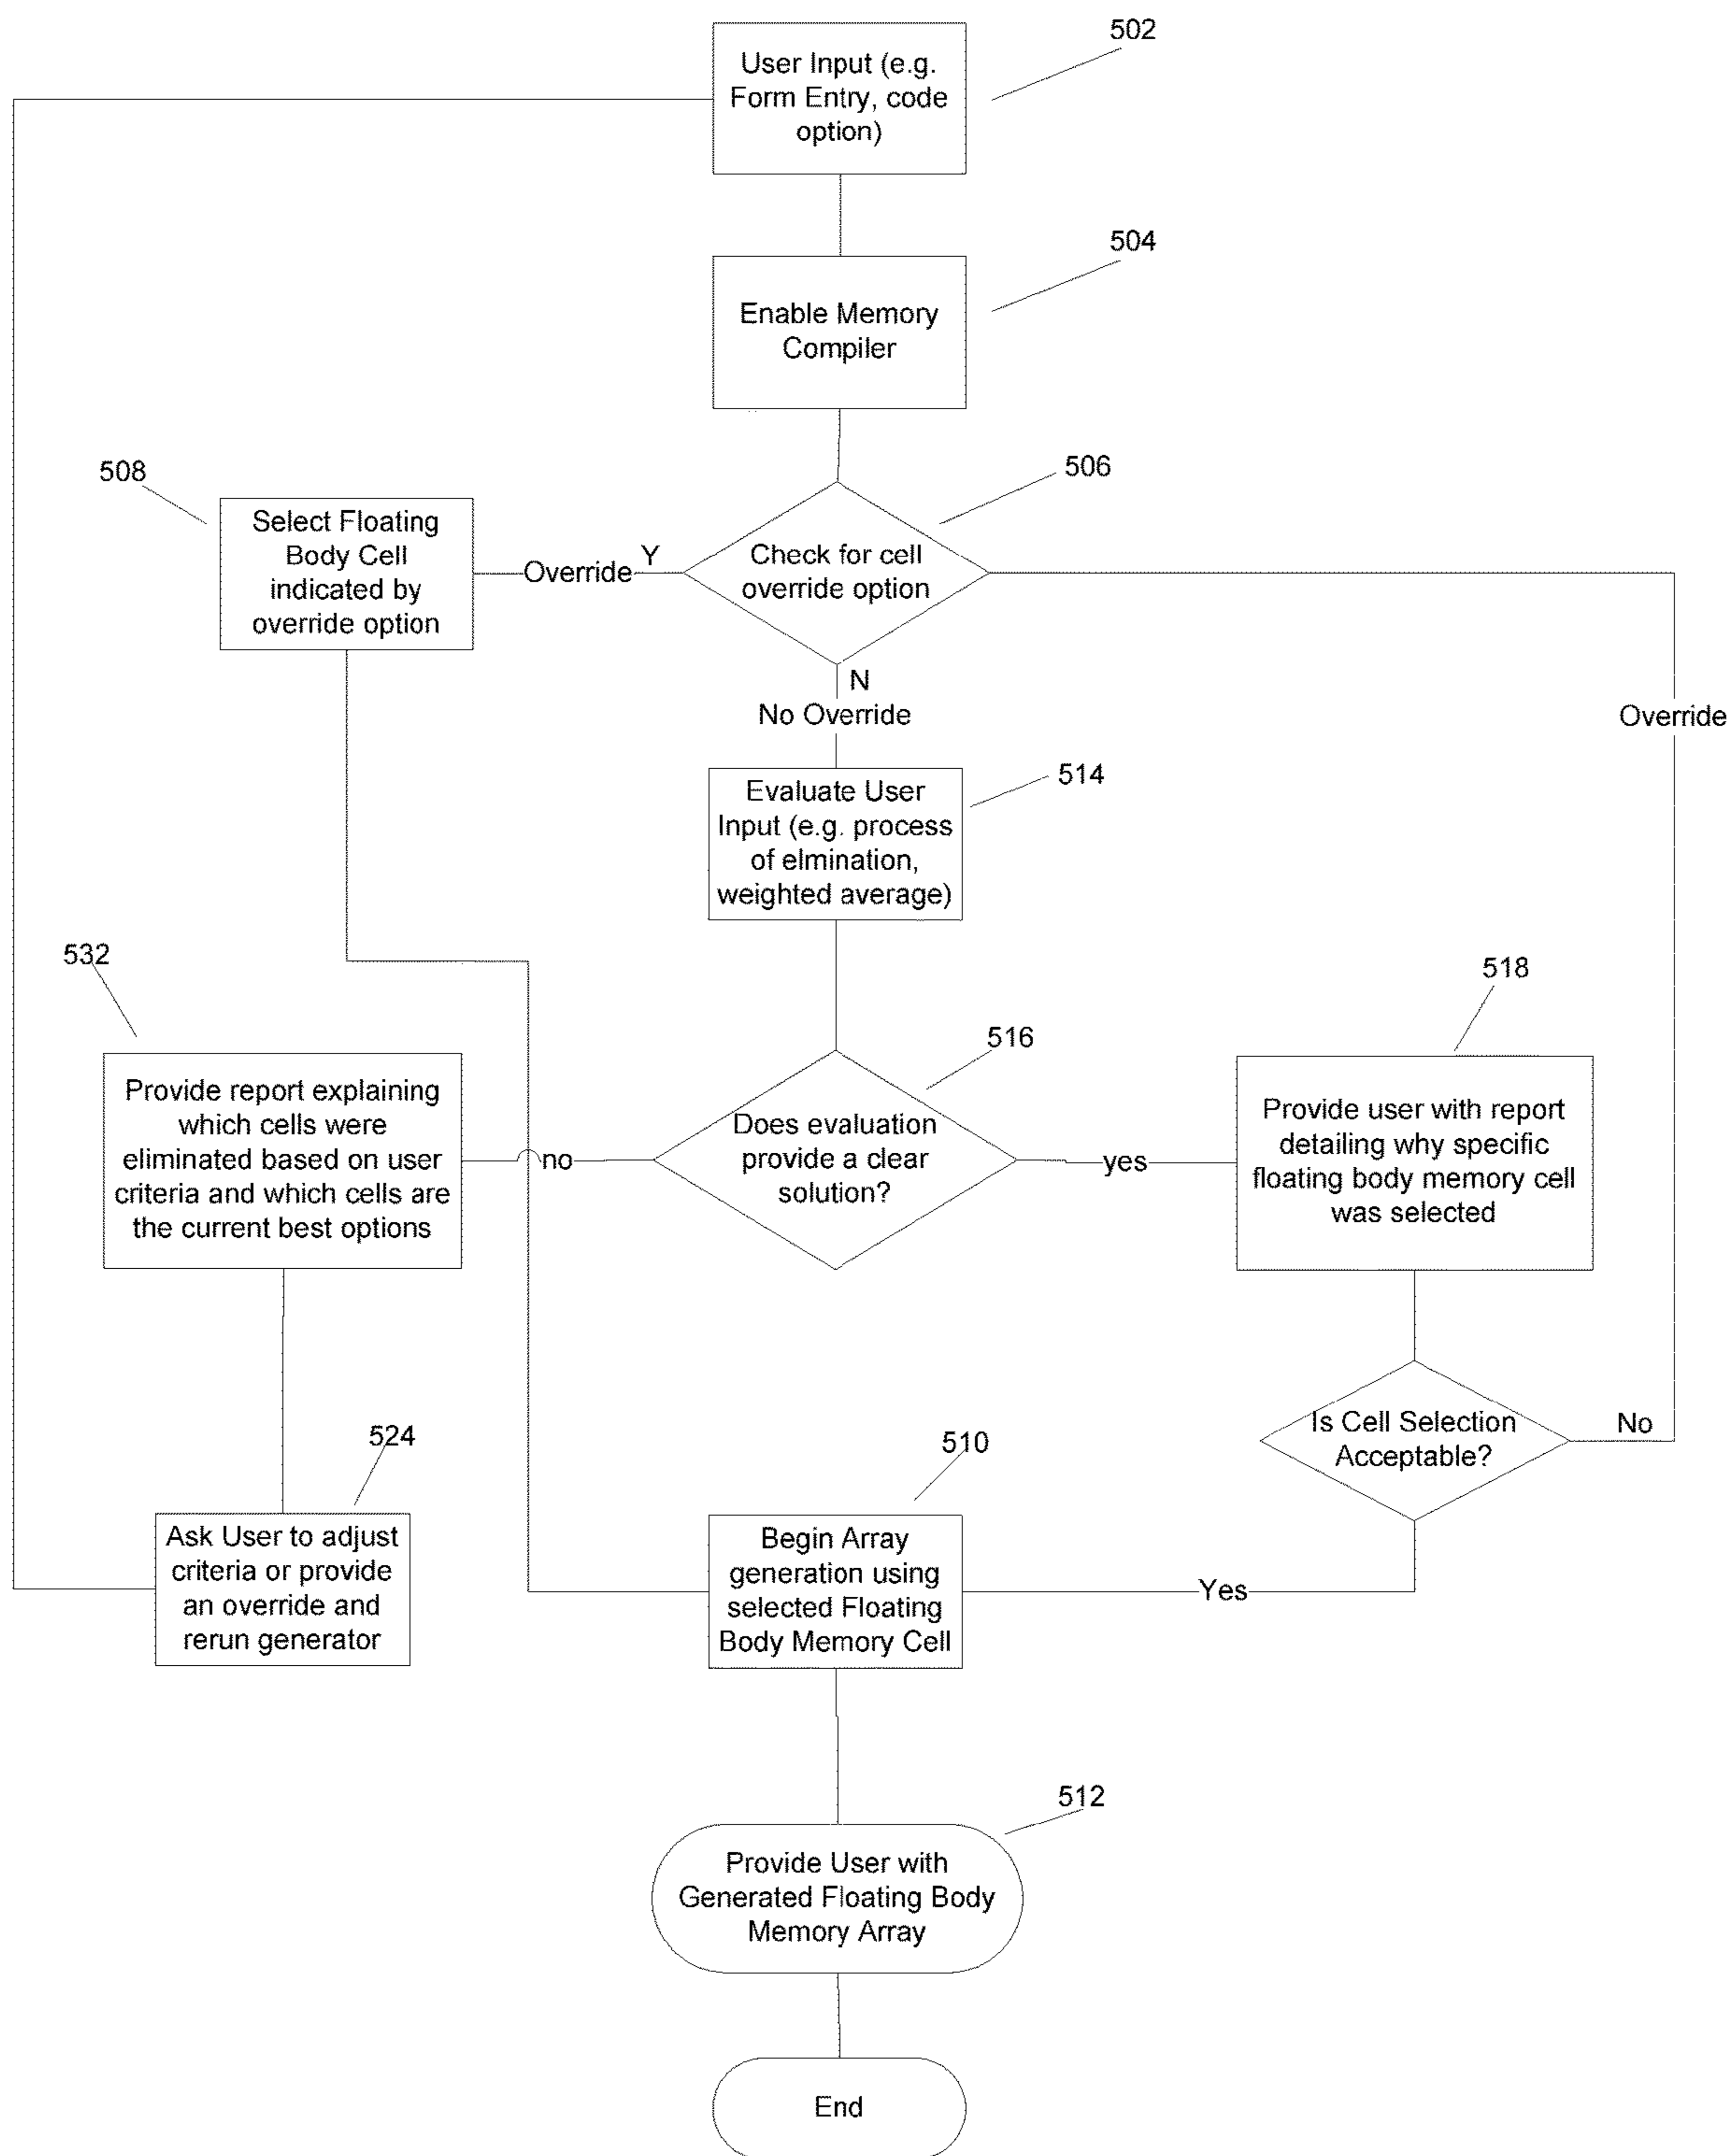 502
User Input (e.g.
Form Entry, code
option)
504
Enable Memory
Compiler
508
506
Select Floating
Body Cell
indicated by
override option
Override
Y
Check for cell
override option
N
No Override
Override
514
Evaluate User
Input (e.g. process
of elmination,
weighted average)
532
518
516
Provide report explaining
which cells were
eliminated based on user
criteria and which cells are
the current best options
no
Does evaluation
provide a clear
solution?
yes
Provide user with report
detailing why specific
floating body memory cell
was selected
524
510
Is Cell Selection
Acceptable?
No
Ask User to adjust
criteria or provide
an override and
rerun generator
Begin Array
generation using
selected Floating
Body Memory Cell
Yes
512
Provide User with
Generated Floating Body
Memory Array
End